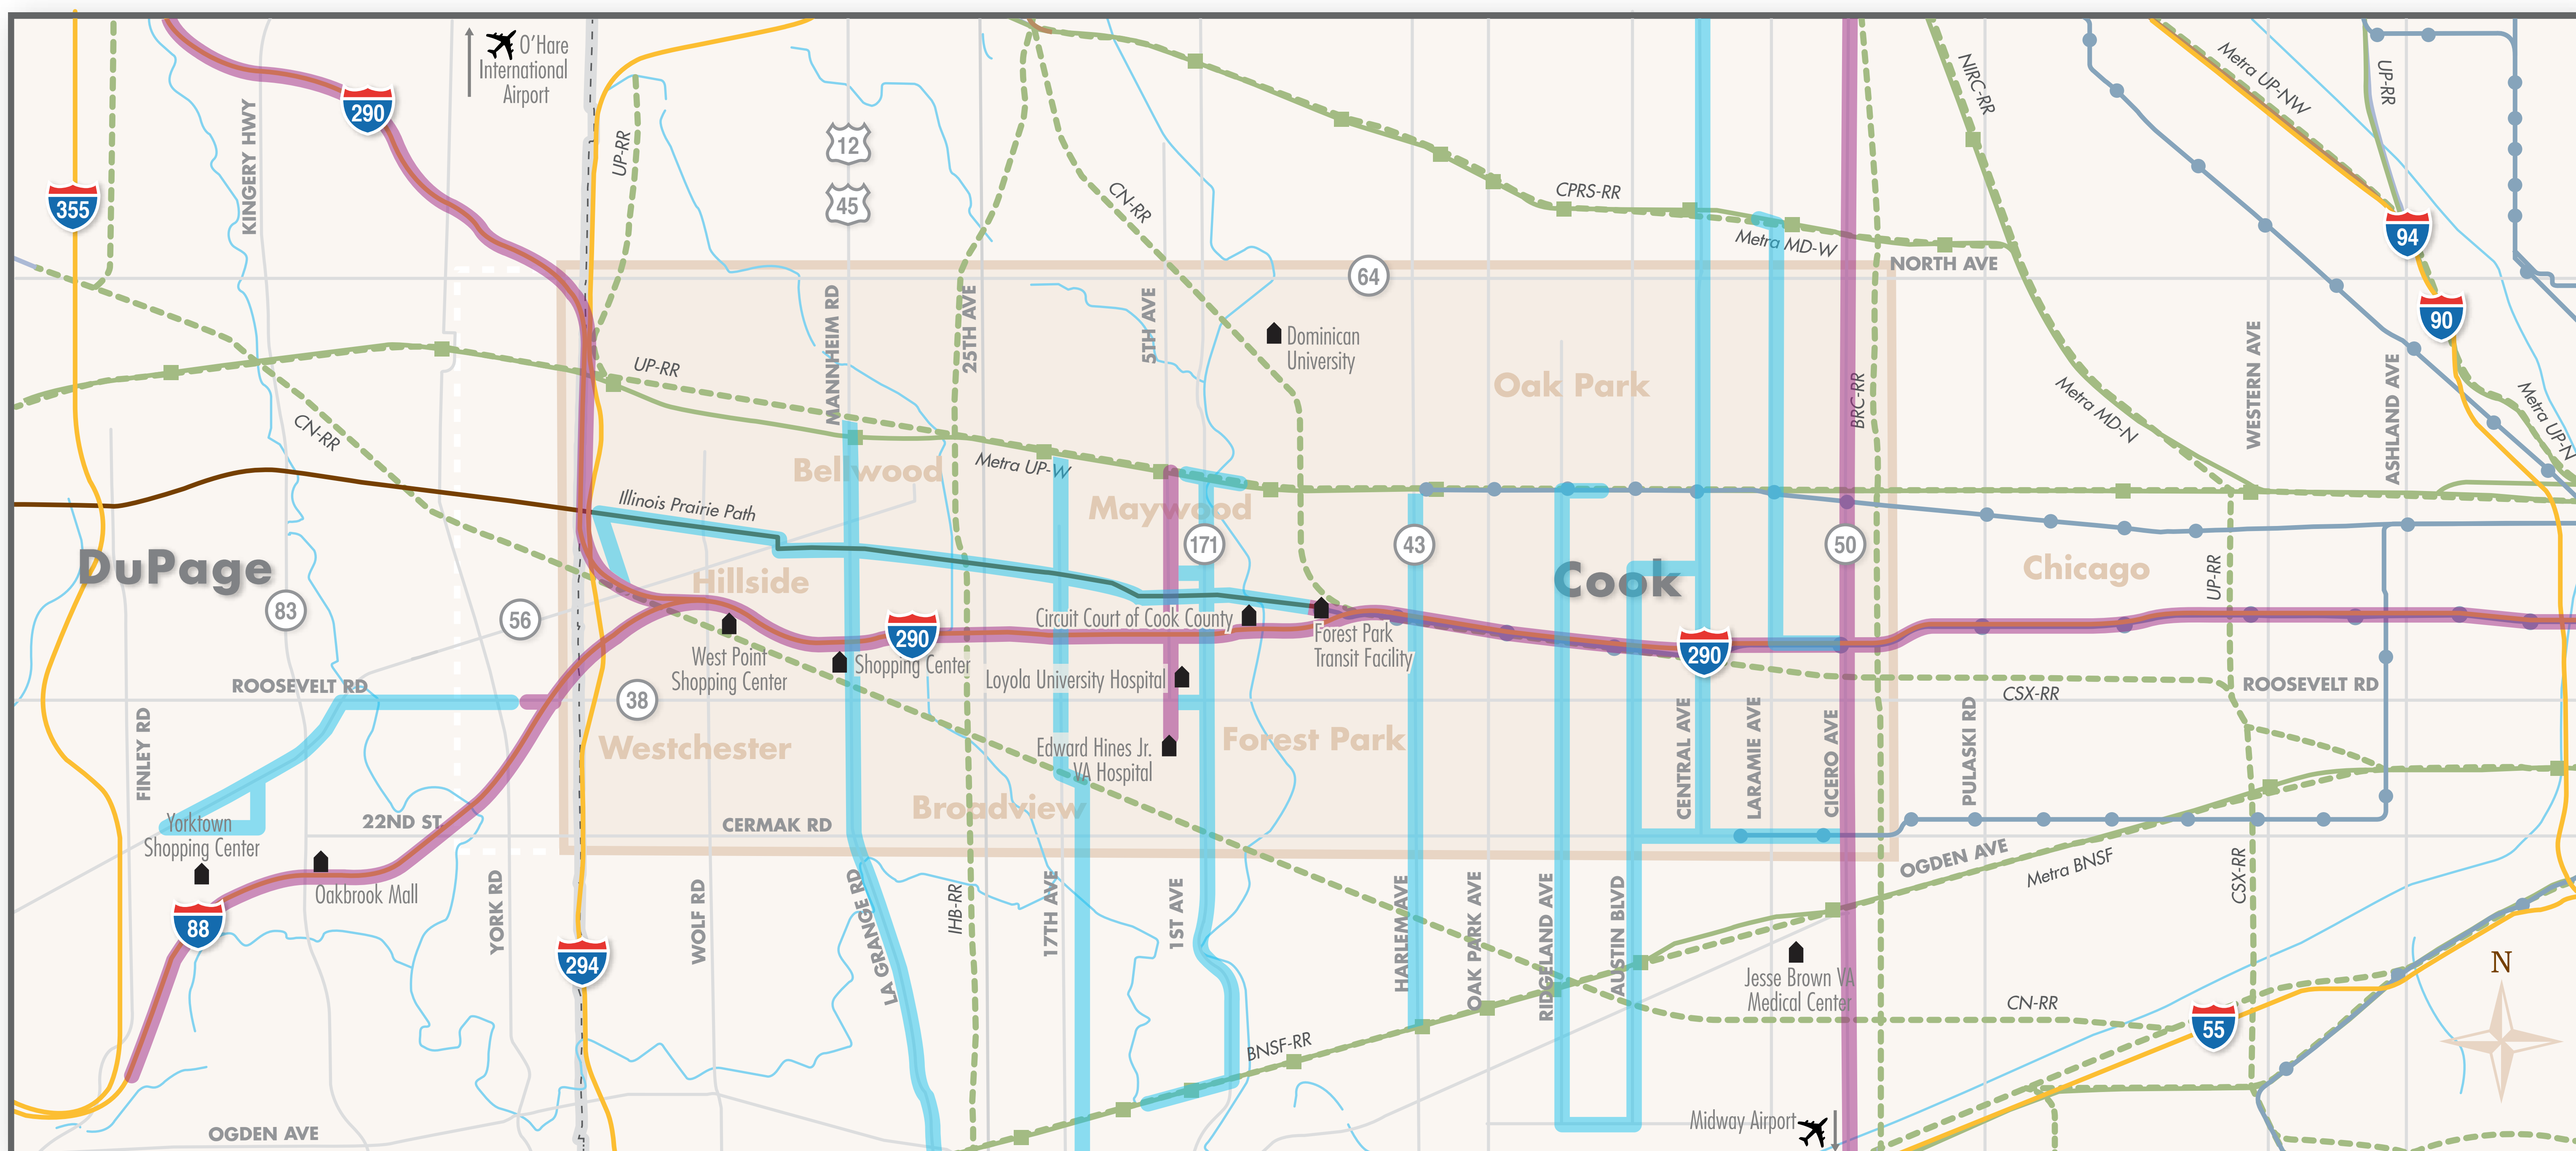 O'Hare
International
Airport
290
355
KINGERY HWY
UP-RR
12
45
CN-RR
CPRS-RR
Metra MD-W
NIRC-RR
Metra UP-NW
UP-RR
94
90
NORTH AVE
64
MANNHEIM RD
25TH AVE
5TH AVE
Dominican
University
Oak Park
BRC-RR
WESTERN AVE
ASHLAND AVE
Metra UP-N
Metra MD-N
UP-RR
CN-RR
Bellwood
Metra UP-W
Maywood
Illinois Prairie Path
171
43
50
DuPage
Hillside
Cook
Chicago
UP-RR
83
56
Circuit Court of Cook County
290
Forest Park
Transit Facility
290
West Point
Shopping Center
Shopping Center
Loyola University Hospital
ROOSEVELT RD
38
CSX-RR
ROOSEVELT RD
Westchester
Edward Hines Jr.
VA Hospital
Forest Park
FINLEY RD
CENTRAL AVE
LARAMIE AVE
CICERO AVE
PULASKI RD
Broadview
Yorktown
Shopping Center
22ND ST.
CERMAK RD
OGDEN AVE
Metra BNSF
CSX-RR
Oakbrook Mall
88
YORK RD
294
WOLF RD
LA GRANGE RD
IHB-RR
17TH AVE
1ST AVE
HARLEM AVE
OAK PARK AVE
RIDGELAND AVE
AUSTIN BLVD
Jesse Brown VA
Medical Center
CN-RR
55
N
BNSF-RR
Midway Airport
OGDEN AVE